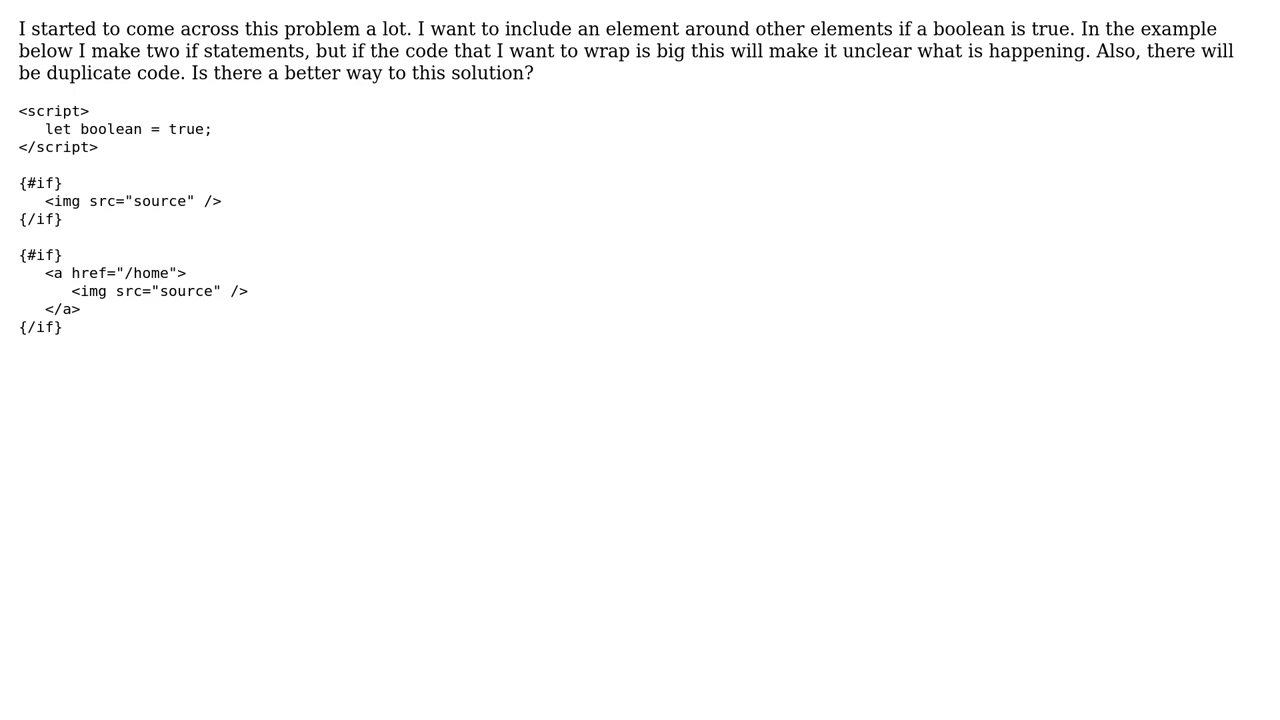 I started to come across this problem a lot. I want to include an element around other elements if a boolean is true. In the example
below I make two if statements, but if the code that I want to wrap is big this will make it unclear what is happening. Also, there will
be duplicate code. Is there a better way to this solution?
<script>
   let boolean = true;
</script>
{#if}
   <img src="source" />
{/if}
{#if}
   <a href="/home">
      <img src="source" />
   </a>
{/if}